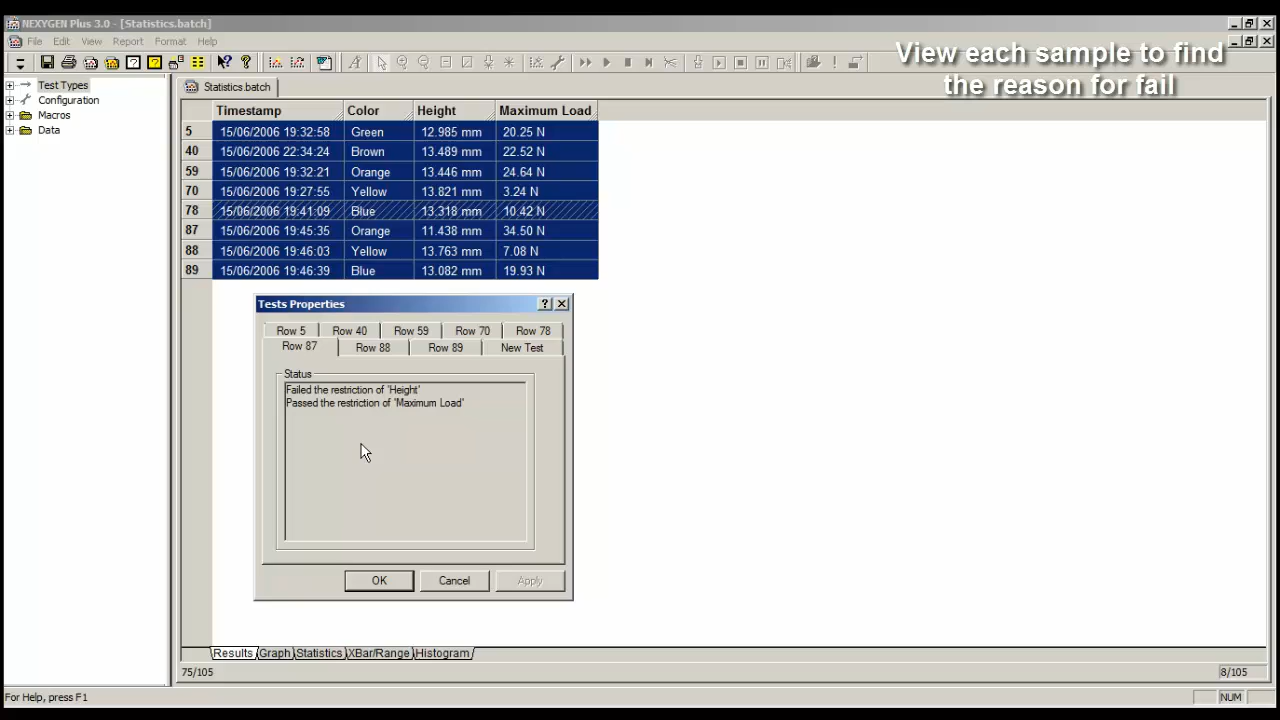 NEXYGEN Plus 3.0 - [Statistics.batch]
File Edit View Report Format Help
View each sample to find
the reason for fail
Test Types
Configuration
Macros
Data
Statistics.batch
Timestamp Color Height Maximum Load
5 15/06/2006 19:32:58 Green 12.985 mm 20.25 N
40 15/06/2006 22:34:24 Brown 13.489 mm 22.52 N
59 15/06/2006 19:32:21 Orange 13.446 mm 24.64 N
70 15/06/2006 19:27:55 Yellow 13.821 mm 3.24 N
78 15/06/2006 19:41:09 Blue 13.318 mm 10.42 N
87 15/06/2006 19:45:35 Orange 11.438 mm 34.50 N
88 15/06/2006 19:46:03 Yellow 13.763 mm 7.08 N
89 15/06/2006 19:46:39 Blue 13.082 mm 19.93 N
Tests Properties
Row 5 Row 40 Row 59 Row 70 Row 78
Row 87 Row 88 Row 89 New Test
Status
Failed the restriction of 'Height'
Passed the restriction of 'Maximum Load'
OK Cancel Apply
Results Graph Statistics XBar/Range Histogram
75/105 8/105
For Help, press F1 NUM